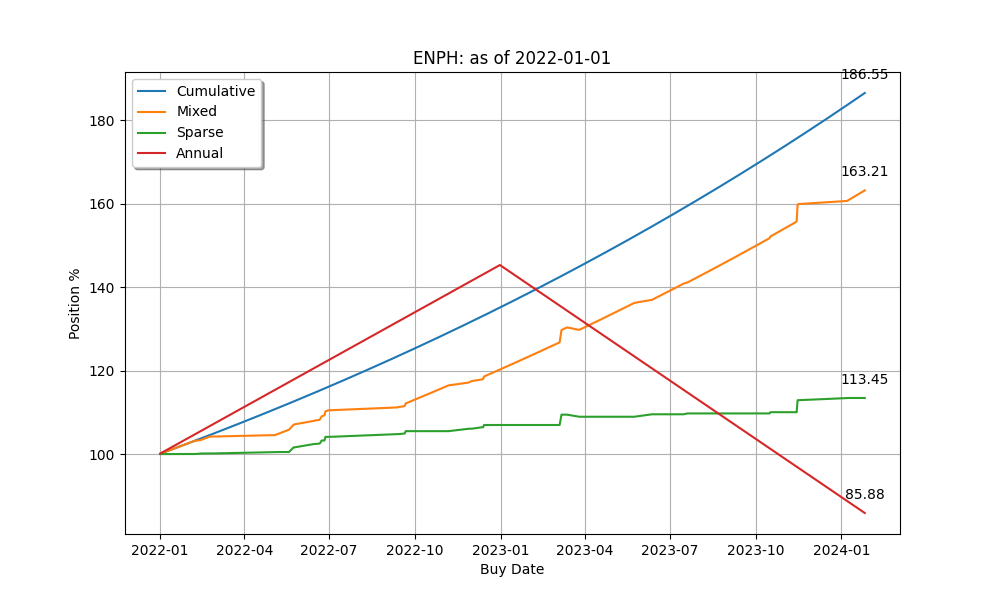 ENPH: as of 2022-01-01
Cumulative
Mixed
Sparse
Annual
186.55
163.21
113.45
85.88
180
160
140
120
100
Position %
2022-01 2022-04 2022-07 2022-10 2023-01 2023-04 2023-07 2023-10 2024-01
Buy Date